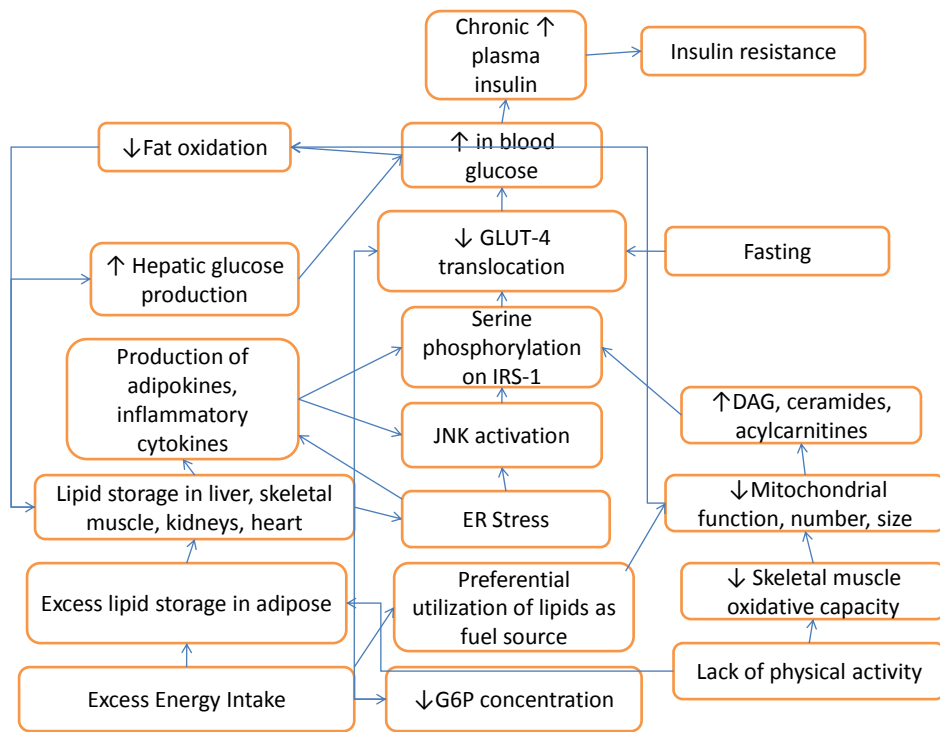 Chronic ↑
plasma
insulin
Insulin resistance
↓Fat oxidation
↑ in blood
glucose
↑ Hepatic glucose
production
↓ GLUT-4
translocation
Fasting
Production of
adipokines,
inflammatory
cytokines
Serine
phosphorylation
on IRS-1
↑DAG, ceramides,
acylcarnitines
JNK activation
Lipid storage in liver, skeletal
muscle, kidneys, heart
ER Stress
↓Mitochondrial
function, number, size
Excess lipid storage in adipose
Preferential
utilization of lipids as
fuel source
↓ Skeletal muscle
oxidative capacity
Excess Energy Intake
↓G6P concentration
Lack of physical activity